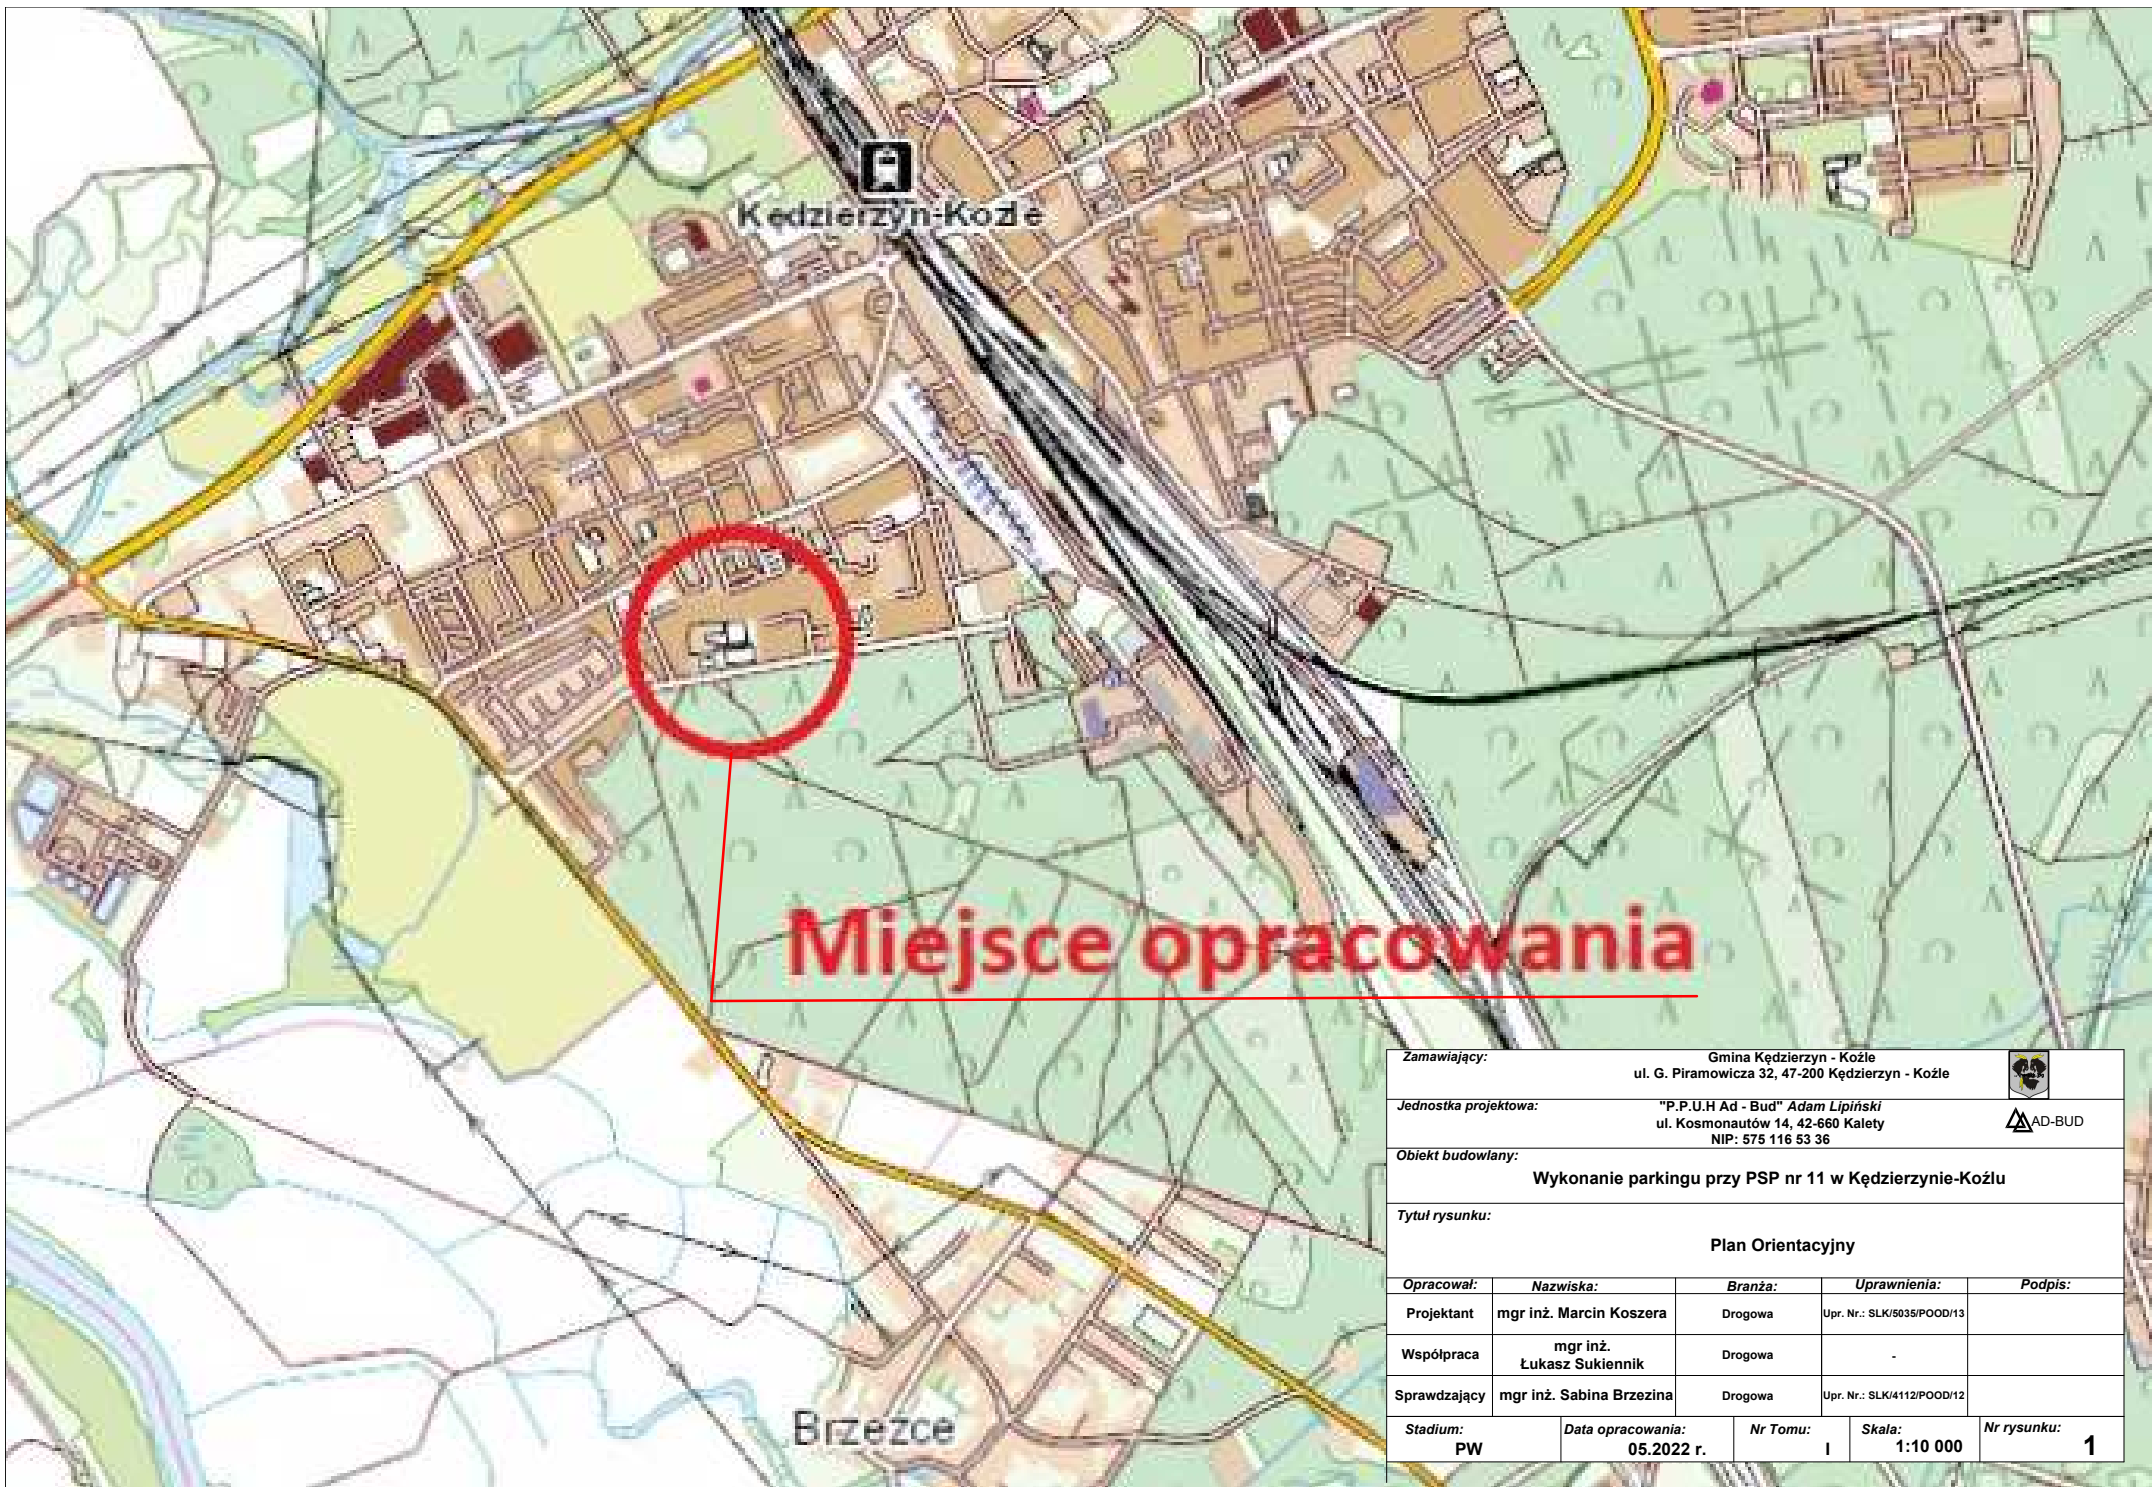 Kędzierzyn-Koźle
Miejsce opracowania
Brzeźce
Zamawiający:
Gmina Kędzierzyn - Koźle
ul. G. Piramowicza 32, 47-200 Kędzierzyn - Koźle
Jednostka projektowa:
"P.P.U.H Ad - Bud" Adam Lipiński
ul. Kosmonautów 14, 42-660 Kalety
NIP: 575 116 53 36
AD-BUD
Obiekt budowlany:
Wykonanie parkingu przy PSP nr 11 w Kędzierzynie-Koźlu
Tytuł rysunku:
Plan Orientacyjny
Opracował: Nazwiska: Branża: Uprawnienia: Podpis:
Projektant mgr inż. Marcin Koszera Drogowa Upr. Nr.: SLK/5035/POOD/13
Współpraca mgr inż.
Łukasz Sukiennik Drogowa -
Sprawdzający mgr inż. Sabina Brzezina Drogowa Upr. Nr.: SLK/4112/POOD/12
Stadium: Data opracowania: Nr Tomu: Skala: Nr rysunku:
PW 05.2022 r. I 1:10 000 1